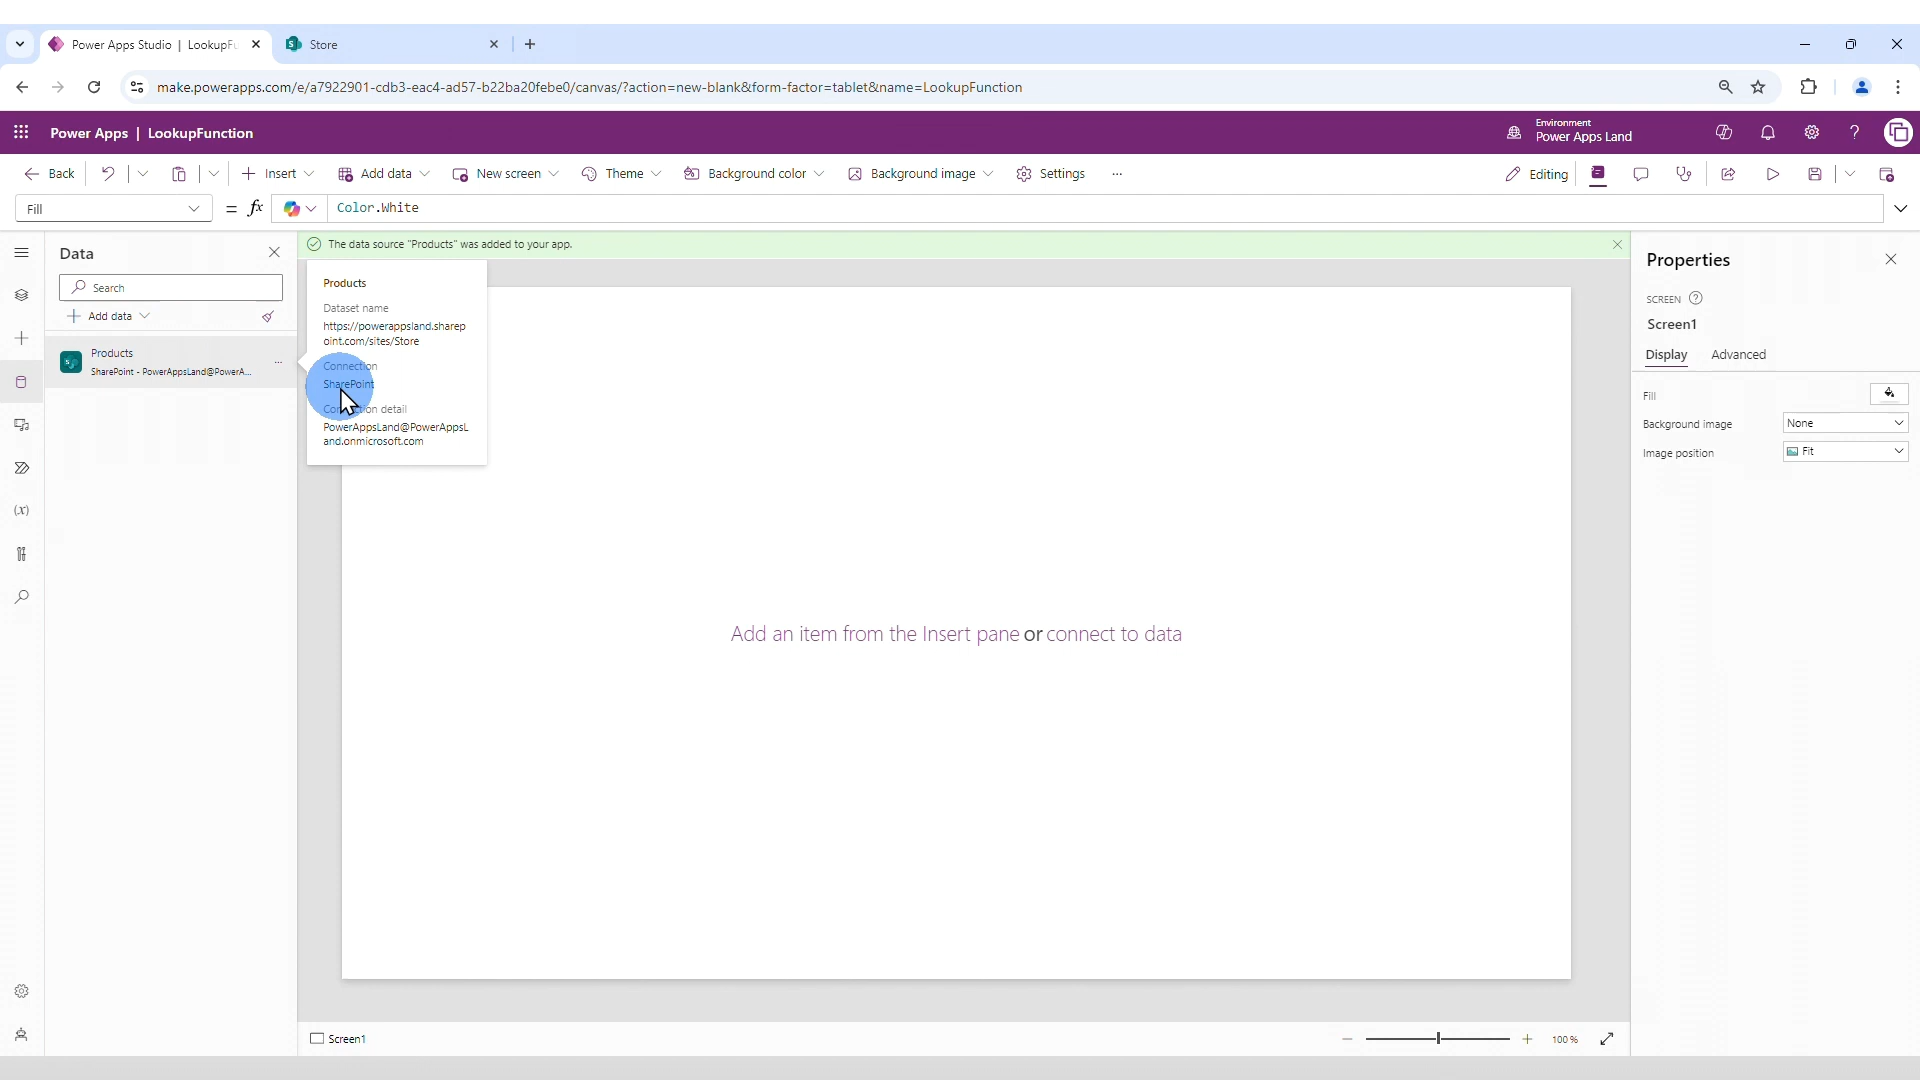 Power Apps Studio | LookupFu
Store
make.powerapps.com/e/a7922901-cdb3-eac4-ad57-b22ba20febe0/canvas/?action=new-blank&form-factor=tablet&name=LookupFunction
Power Apps | LookupFunction
Environment
Power Apps Land
Back
Insert
Add data
New screen
Theme
Background color
Background image
Settings
Editing
Fill
= fx
Color.White
Data
Search
Add data
Products
SharePoint - PowerAppsLand@PowerA...
The data source "Products" was added to your app.
Products
Dataset name
https://powerappsland.sharep
oint.com/sites/Store
Connection
SharePoint
Connection detail
PowerAppsLand@PowerAppsL
and.onmicrosoft.com
Add an item from the Insert pane or connect to data
Properties
SCREEN
Screen1
Display
Advanced
Fill
Background image
None
Image position
Fit
(x)
Screen1
100 %